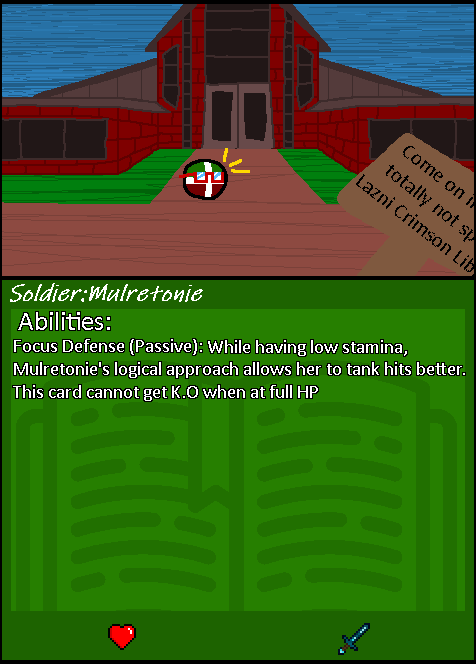 Come on in
totally not sp
Lazni Crimson Lib
Soldier:Mulretonie
Abilities:
Focus Defense (Passive): While having low stamina,
Mulretonie's logical approach allows her to tank hits better.
This card cannot get K.O when at full HP